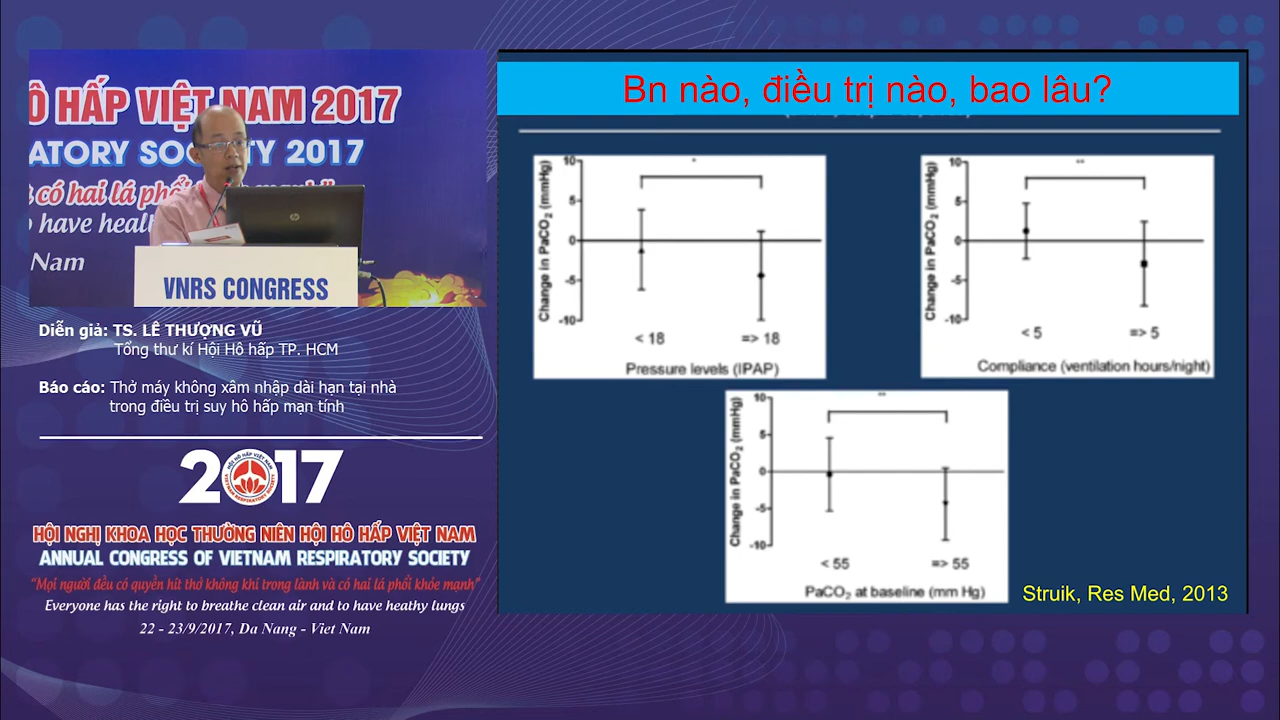 Ô HẤP VIỆT NAM 2017
ATORY SOCIETY 2017
có hai lá phổi
have
Nam
hp
VNRS CONGRESS
Diễn giả: TS. LÊ THƯỢNG VŨ
Tổng thư kí Hội Hô hấp TP. HCM
Báo cáo: Thở máy không xâm nhập dài hạn tại nhà
trong điều trị suy hô hấp mạn tính
2017
HỘI HÔ HẤP VIỆT NAM
VIETNAM RESPIRATORY SOCIETY
HỘI NGHỊ KHOA HỌC THƯỜNG NIÊN HỘI HÔ HẤP VIỆT NAM
ANNUAL CONGRESS OF VIETNAM RESPIRATORY SOCIETY
"Mọi người đều có quyền hít thở không khí trong lành và có hai lá phổi khỏe mạnh"
Everyone has the right to breathe clean air and to have heathy lungs
22 - 23/9/2017, Da Nang - Viet Nam
Bn nào, điều trị nào, bao lâu?
Change in PaCO2 (mmHg)
10
5
0
-5
-10
*
< 18 => 18
Pressure levels (IPAP)
Change in PaCO2 (mmHg)
10
5
0
-5
-10
**
< 5 => 5
Compliance (ventilation hours/night)
Change in PaCO2 (mmHg)
10
5
0
-5
-10
**
< 55 => 55
PaCO2 at baseline (mm Hg)
Struik, Res Med, 2013